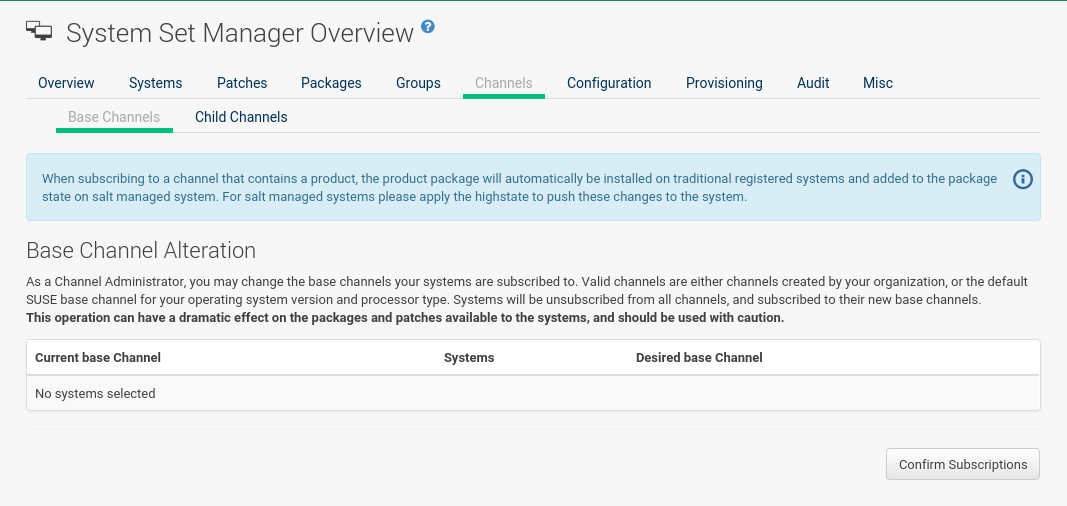 System Set Manager Overview ?
Overview Systems Patches Packages Groups Channels Configuration Provisioning Audit Misc
Base Channels Child Channels
When subscribing to a channel that contains a product, the product package will automatically be installed on traditional registered systems and added to the package
state on salt managed system. For salt managed systems please apply the highstate to push these changes to the system.
Base Channel Alteration
As a Channel Administrator, you may change the base channels your systems are subscribed to. Valid channels are either channels created by your organization, or the default
SUSE base channel for your operating system version and processor type. Systems will be unsubscribed from all channels, and subscribed to their new base channels.
This operation can have a dramatic effect on the packages and patches available to the systems, and should be used with caution.
Current base Channel Systems Desired base Channel
No systems selected
Confirm Subscriptions